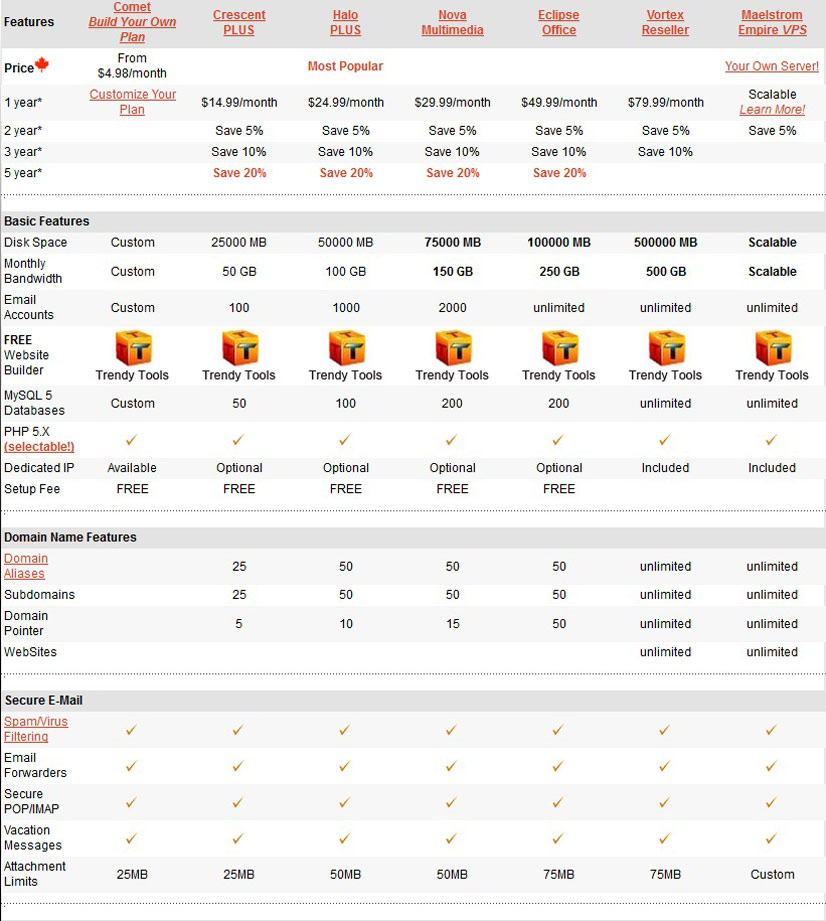 Features Comet Build Your Own Plan Crescent PLUS Halo PLUS Nova Multimedia Eclipse Office Vortex Reseller Maelstrom Empire VPS
Price From $4.98/month Most Popular Your Own Server!
1 year* Customize Your Plan $14.99/month $24.99/month $29.99/month $49.99/month $79.99/month Scalable Learn More!
2 year* Save 5% Save 5% Save 5% Save 5% Save 5% Save 5%
3 year* Save 10% Save 10% Save 10% Save 10% Save 10%
5 year* Save 20% Save 20% Save 20% Save 20%
Basic Features
Disk Space Custom 25000 MB 50000 MB 75000 MB 100000 MB 500000 MB Scalable
Monthly Bandwidth Custom 50 GB 100 GB 150 GB 250 GB 500 GB Scalable
Email Accounts Custom 100 1000 2000 unlimited unlimited unlimited
FREE Website Builder T Trendy Tools T Trendy Tools T Trendy Tools T Trendy Tools T Trendy Tools T Trendy Tools T Trendy Tools
MySQL 5 Databases Custom 50 100 200 200 unlimited unlimited
PHP 5.X (selectable!) ✓ ✓ ✓ ✓ ✓ ✓ ✓
Dedicated IP Available Optional Optional Optional Optional Included Included
Setup Fee FREE FREE FREE FREE FREE
Domain Name Features
Domain Aliases 25 50 50 50 unlimited unlimited
Subdomains 25 50 50 50 unlimited unlimited
Domain Pointer 5 10 15 50 unlimited unlimited
WebSites unlimited unlimited
Secure E-Mail
Spam/Virus Filtering ✓ ✓ ✓ ✓ ✓ ✓ ✓
Email Forwarders ✓ ✓ ✓ ✓ ✓ ✓ ✓
Secure POP/IMAP ✓ ✓ ✓ ✓ ✓ ✓ ✓
Vacation Messages ✓ ✓ ✓ ✓ ✓ ✓ ✓
Attachment Limits 25MB 25MB 50MB 50MB 75MB 75MB Custom